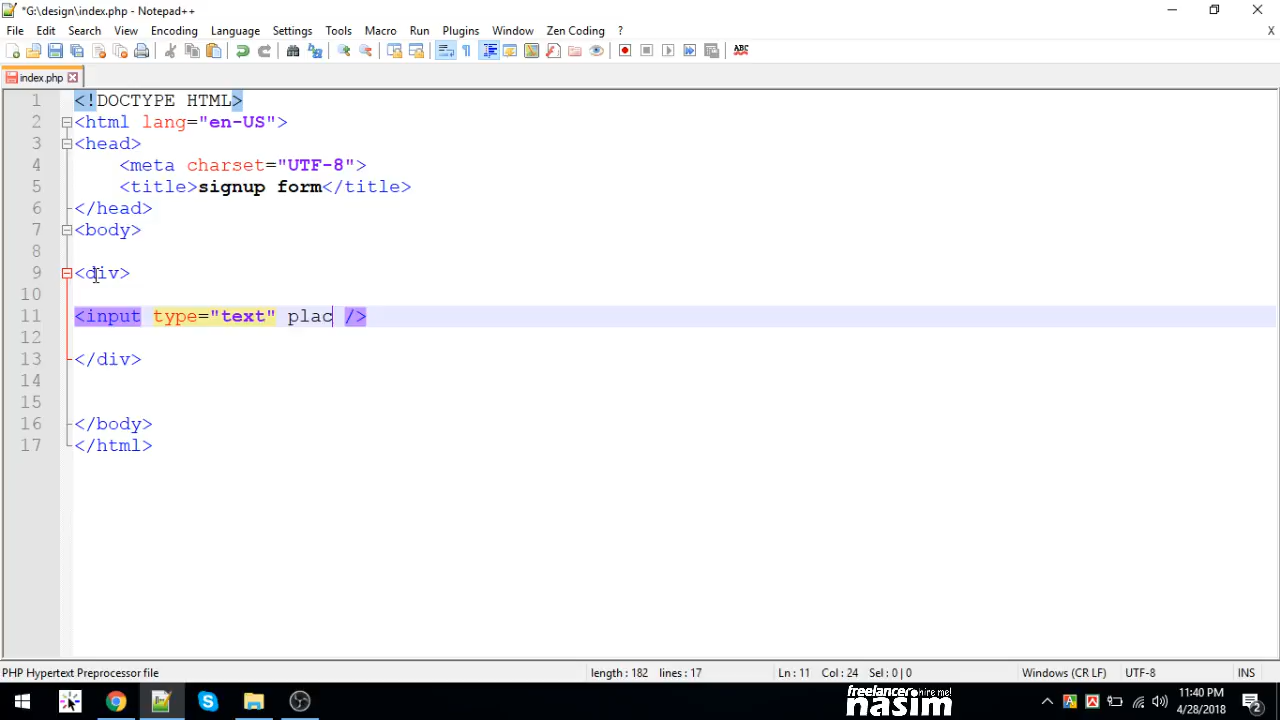 *G:\design\index.php - Notepad++
File Edit Search View Encoding Language Settings Tools Macro Run Plugins Window Zen Coding ? X
ABC
index.php
1 <!DOCTYPE HTML>
2 <html lang="en-US">
3 <head>
4 <meta charset="UTF-8">
5 <title>signup form</title>
6 </head>
7 <body>
8
9 <div>
10
11 <input type="text" plac />
12
13 </div>
14
15
16 </body>
17 </html>
PHP Hypertext Preprocessor file length : 182 lines : 17 Ln : 11 Col : 24 Sel : 0 | 0 Windows (CR LF) UTF-8 INS
freelancer hire me!
nasim
11:40 PM
4/28/2018
2